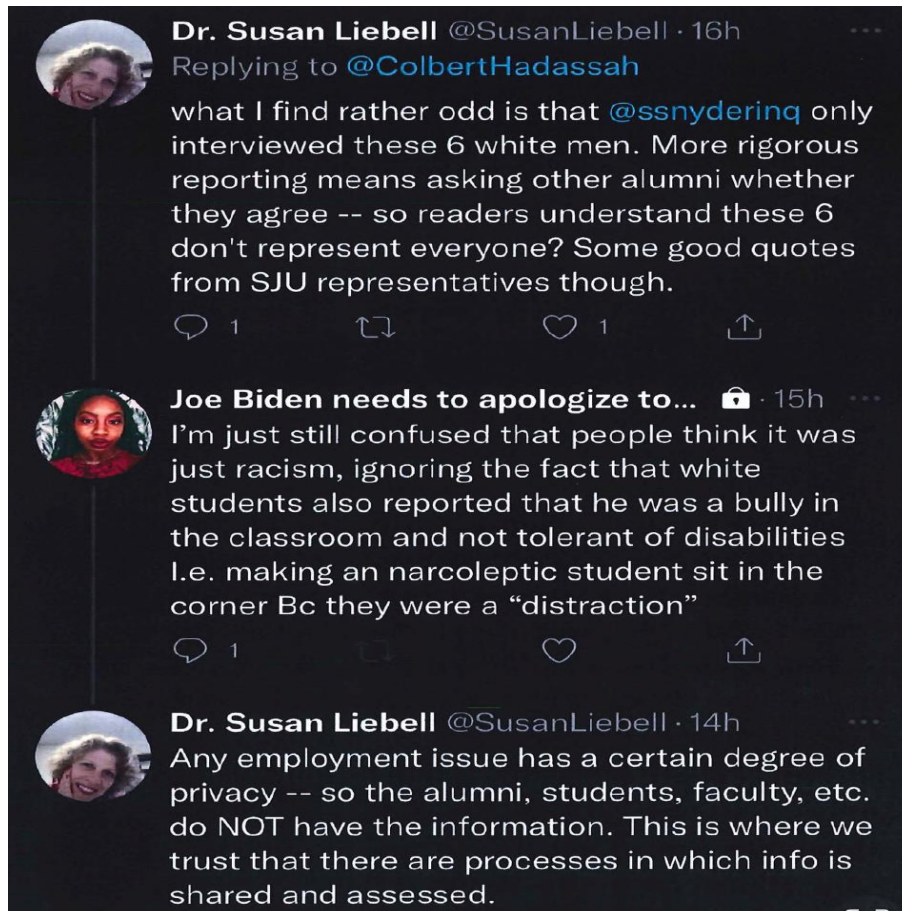 Dr. Susan Liebell @SusanLiebell · 16h
Replying to @ColbertHadassah
what I find rather odd is that @ssnyderinq only
interviewed these 6 white men. More rigorous
reporting means asking other alumni whether
they agree -- so readers understand these 6
don't represent everyone? Some good quotes
from SJU representatives though.
1 1
Joe Biden needs to apologize to... · 15h
I'm just still confused that people think it was
just racism, ignoring the fact that white
students also reported that he was a bully in
the classroom and not tolerant of disabilities
I.e. making an narcoleptic student sit in the
corner Bc they were a “distraction”
1
Dr. Susan Liebell @SusanLiebell · 14h
Any employment issue has a certain degree of
privacy -- so the alumni, students, faculty, etc.
do NOT have the information. This is where we
trust that there are processes in which info is
shared and assessed.